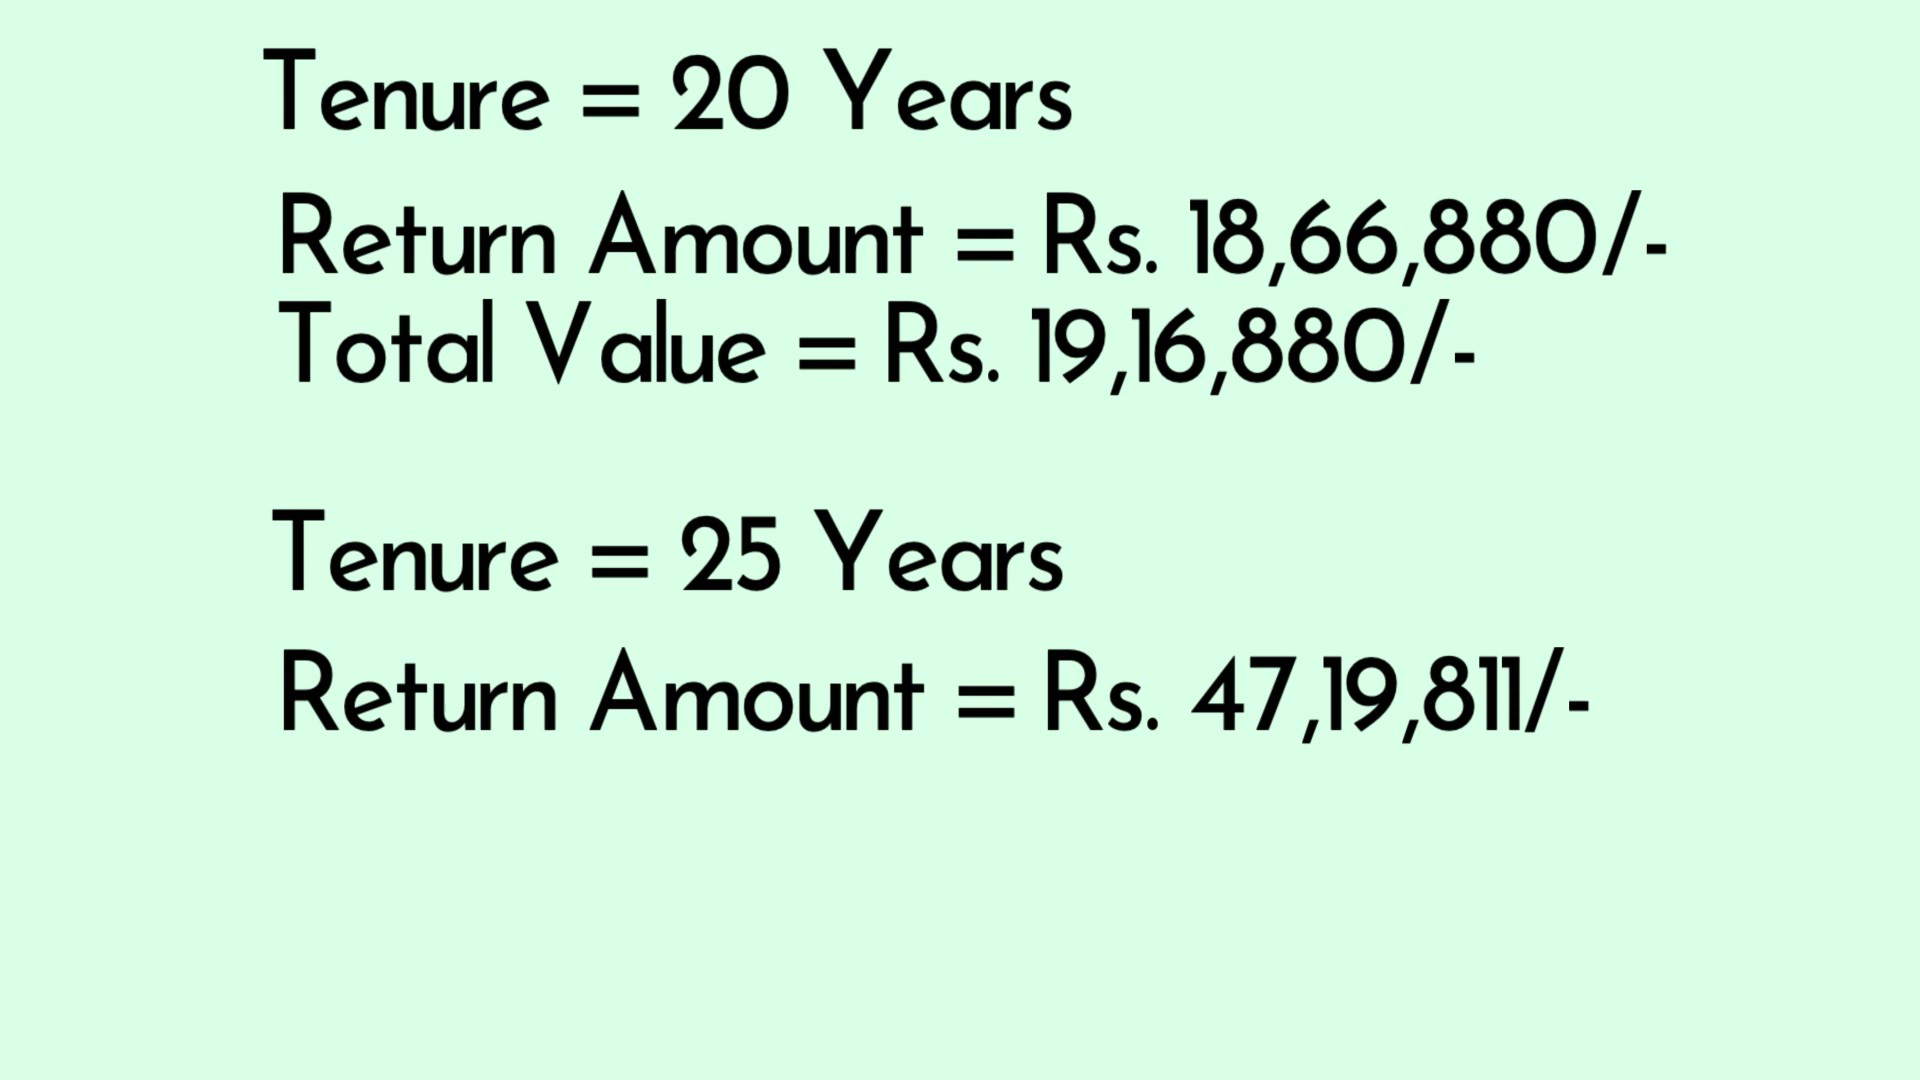 Tenure = 20 Years
Return Amount = Rs. 18,66,880/-
Total Value = Rs. 19,16,880/-
Tenure = 25 Years
Return Amount = Rs. 47,19,811/-